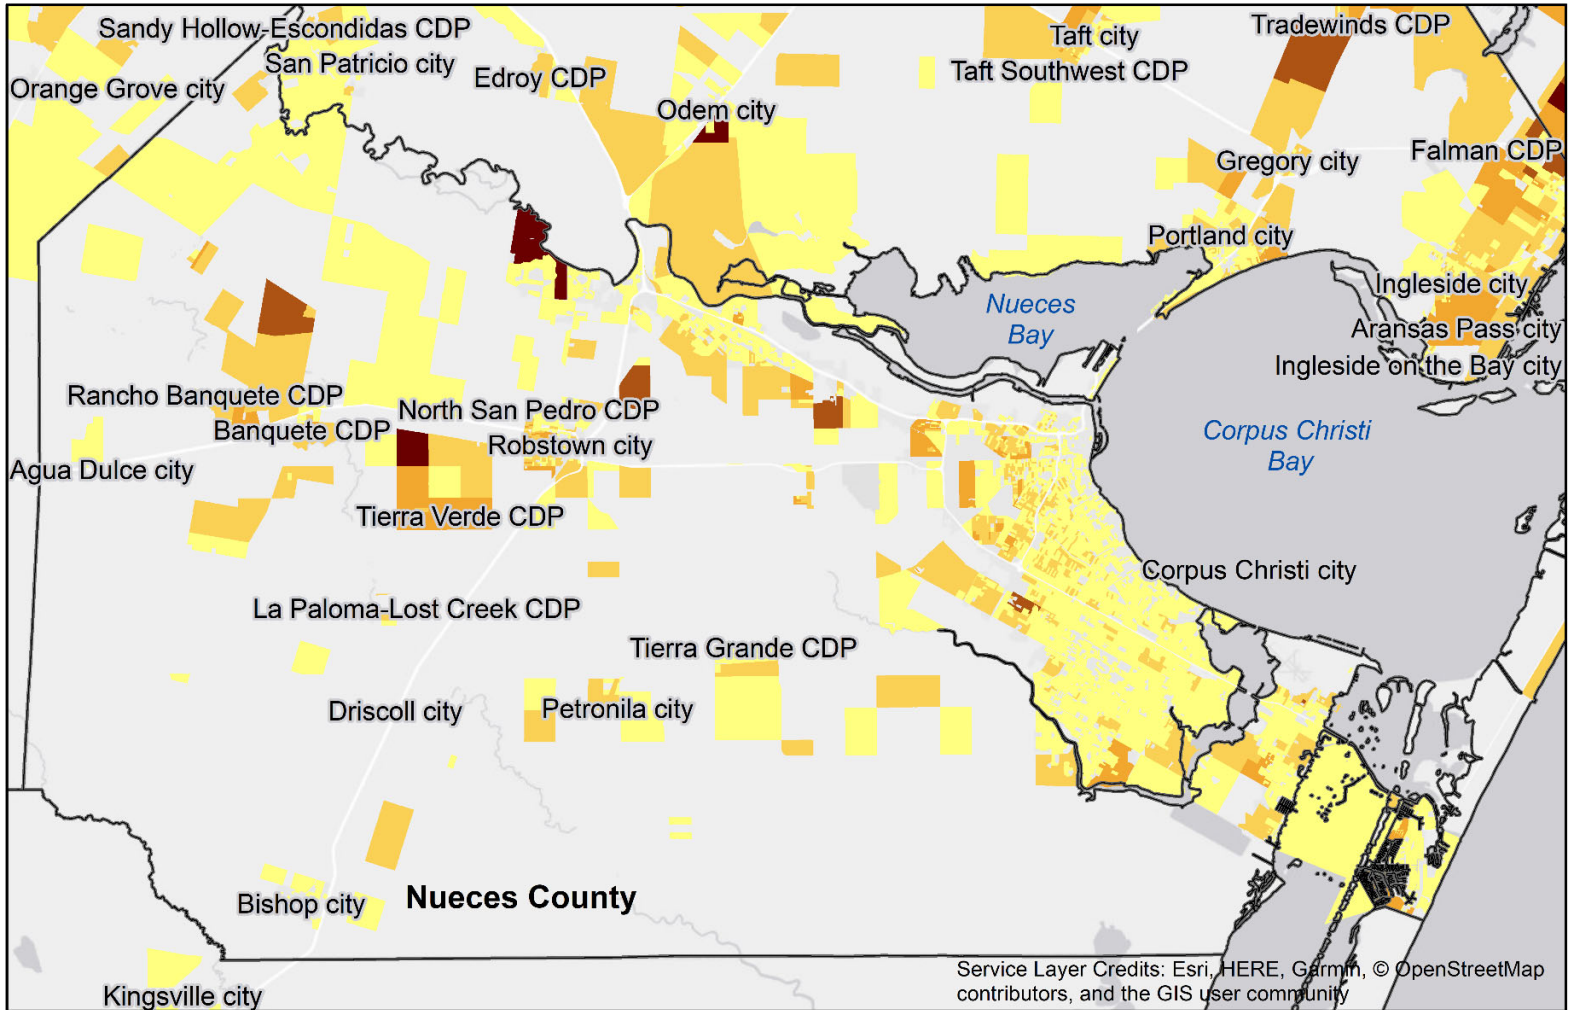 Sandy Hollow-Escondidas CDP
Taft city
Tradewinds CDP
San Patricio city
Edroy CDP
Taft Southwest CDP
Orange Grove city
Odem city
Gregory city
Falman CDP
Portland city
Ingleside city
Nueces
Bay
Aransas Pass city
Ingleside on the Bay city
Rancho Banquete CDP
North San Pedro CDP
Banquete CDP
Robstown city
Corpus Christi
Bay
Agua Dulce city
Tierra Verde CDP
Corpus Christi city
La Paloma-Lost Creek CDP
Tierra Grande CDP
Driscoll city
Petronila city
Bishop city
Nueces County
Service Layer Credits: Esri, HERE, Garmin, © OpenStreetMap
contributors, and the GIS user community
Kingsville city